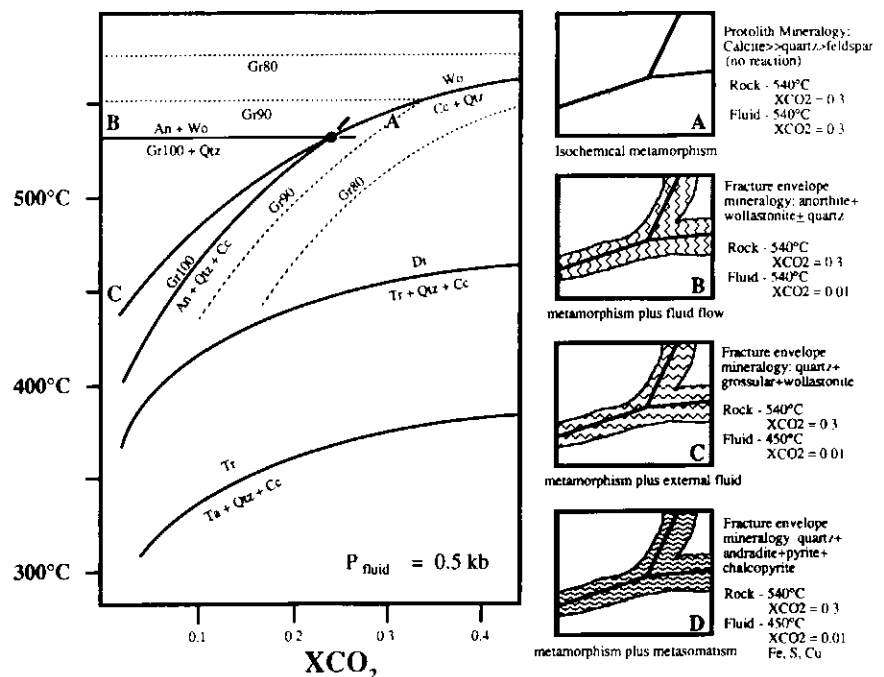 Gr80
Wo
Gr90
A
Cc + Qtz
B
An + Wo
Gr100 + Qtz
500°C
Gr90
Gr80
Gr100
An + Qtz + Cc
C
Di
Tr + Qtz + Cc
400°C
Tr
Ta + Qtz + Cc
P fluid = 0.5 kb
300°C
0.1
0.2
0.3
0.4
XCO2
A
Protolith Mineralogy:
Calcite>>quartz>feldspar
(no reaction)
Rock - 540°C
XCO2 = 0.3
Fluid - 540°C
XCO2 = 0.3
Isochemical metamorphism
B
Fracture envelope
mineralogy: anorthite+
wollastonite± quartz
Rock - 540°C
XCO2 = 0.3
Fluid - 540°C
XCO2 = 0.01
metamorphism plus fluid flow
C
Fracture envelope
mineralogy: quartz+
grossular+wollastonite
Rock - 540°C
XCO2 = 0.3
Fluid - 450°C
XCO2 = 0.01
metamorphism plus external fluid
D
Fracture envelope
mineralogy quartz+
andradite+pyrite+
chalcopyrite
Rock - 540°C
XCO2 = 0.3
Fluid - 450°C
XCO2 = 0.01
Fe, S, Cu
metamorphism plus metasomatism